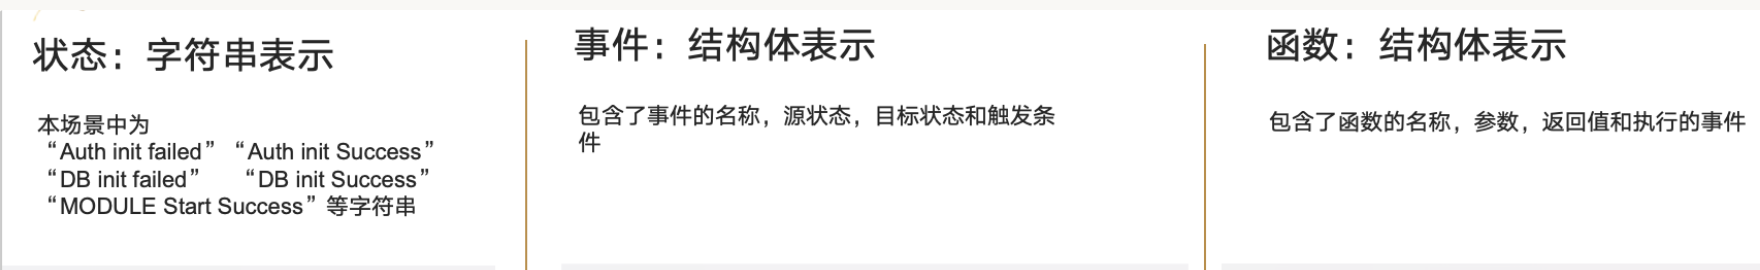 状态：字符串表示
本场景中为
“Auth init failed” “Auth init Success”
“DB init failed” “DB init Success”
“MODULE Start Success”等字符串
事件：结构体表示
包含了事件的名称，源状态，目标状态和触发条
件
函数：结构体表示
包含了函数的名称，参数，返回值和执行的事件